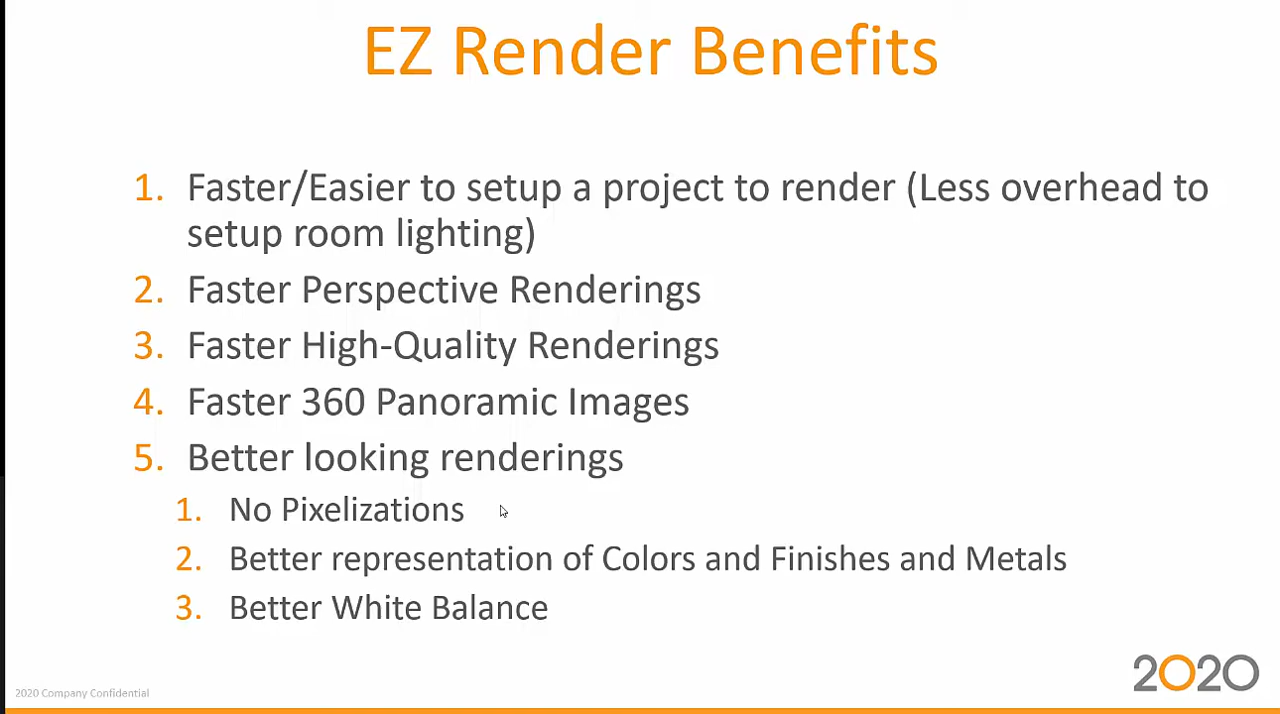 EZ Render Benefits
1. Faster/Easier to setup a project to render (Less overhead to
setup room lighting)
2. Faster Perspective Renderings
3. Faster High-Quality Renderings
4. Faster 360 Panoramic Images
5. Better looking renderings
1. No Pixelizations
2. Better representation of Colors and Finishes and Metals
3. Better White Balance
2020 Company Confidential
2020